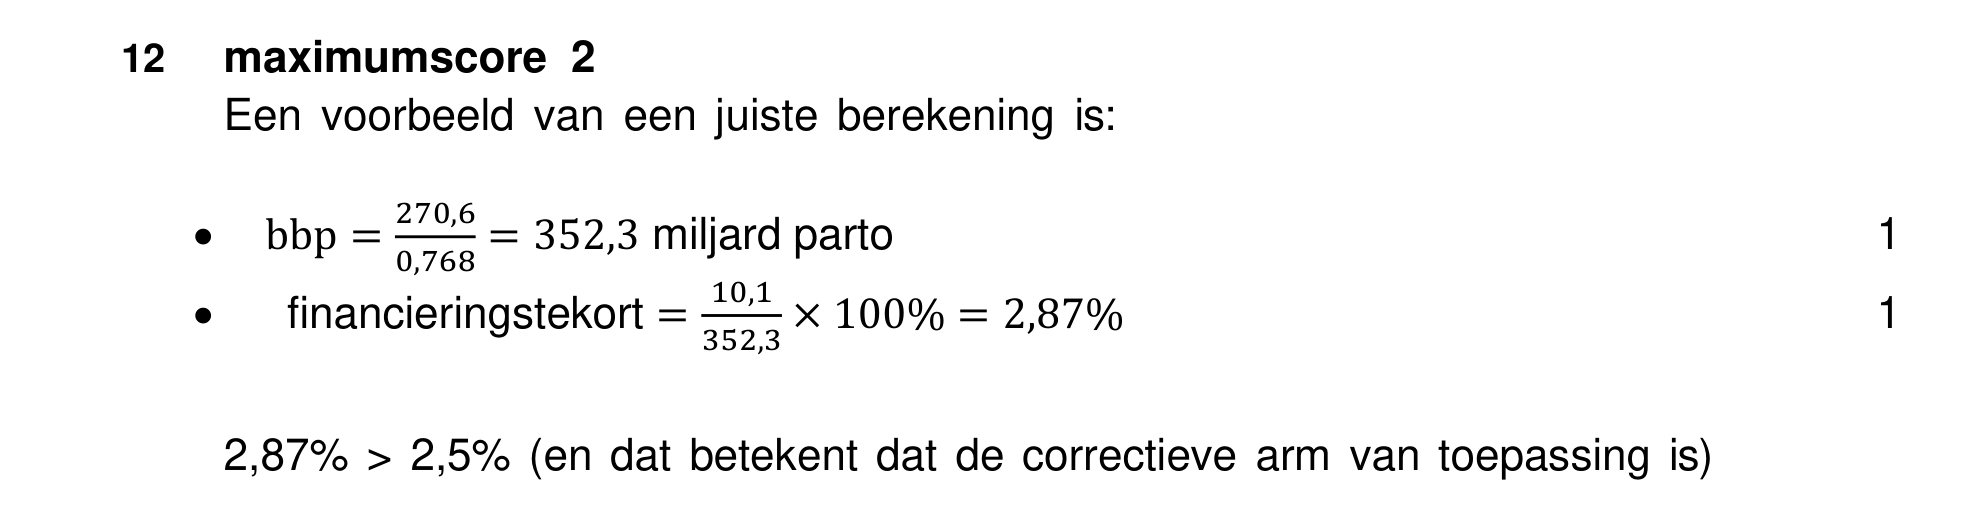 12 maximumscore 2
Een voorbeeld van een juiste berekening is:
• bbp = 270,6/0,768 = 352,3 miljard parto 1
• financieringstekort = 10,1/352,3 × 100% = 2,87% 1
2,87% > 2,5% (en dat betekent dat de correctieve arm van toepassing is)